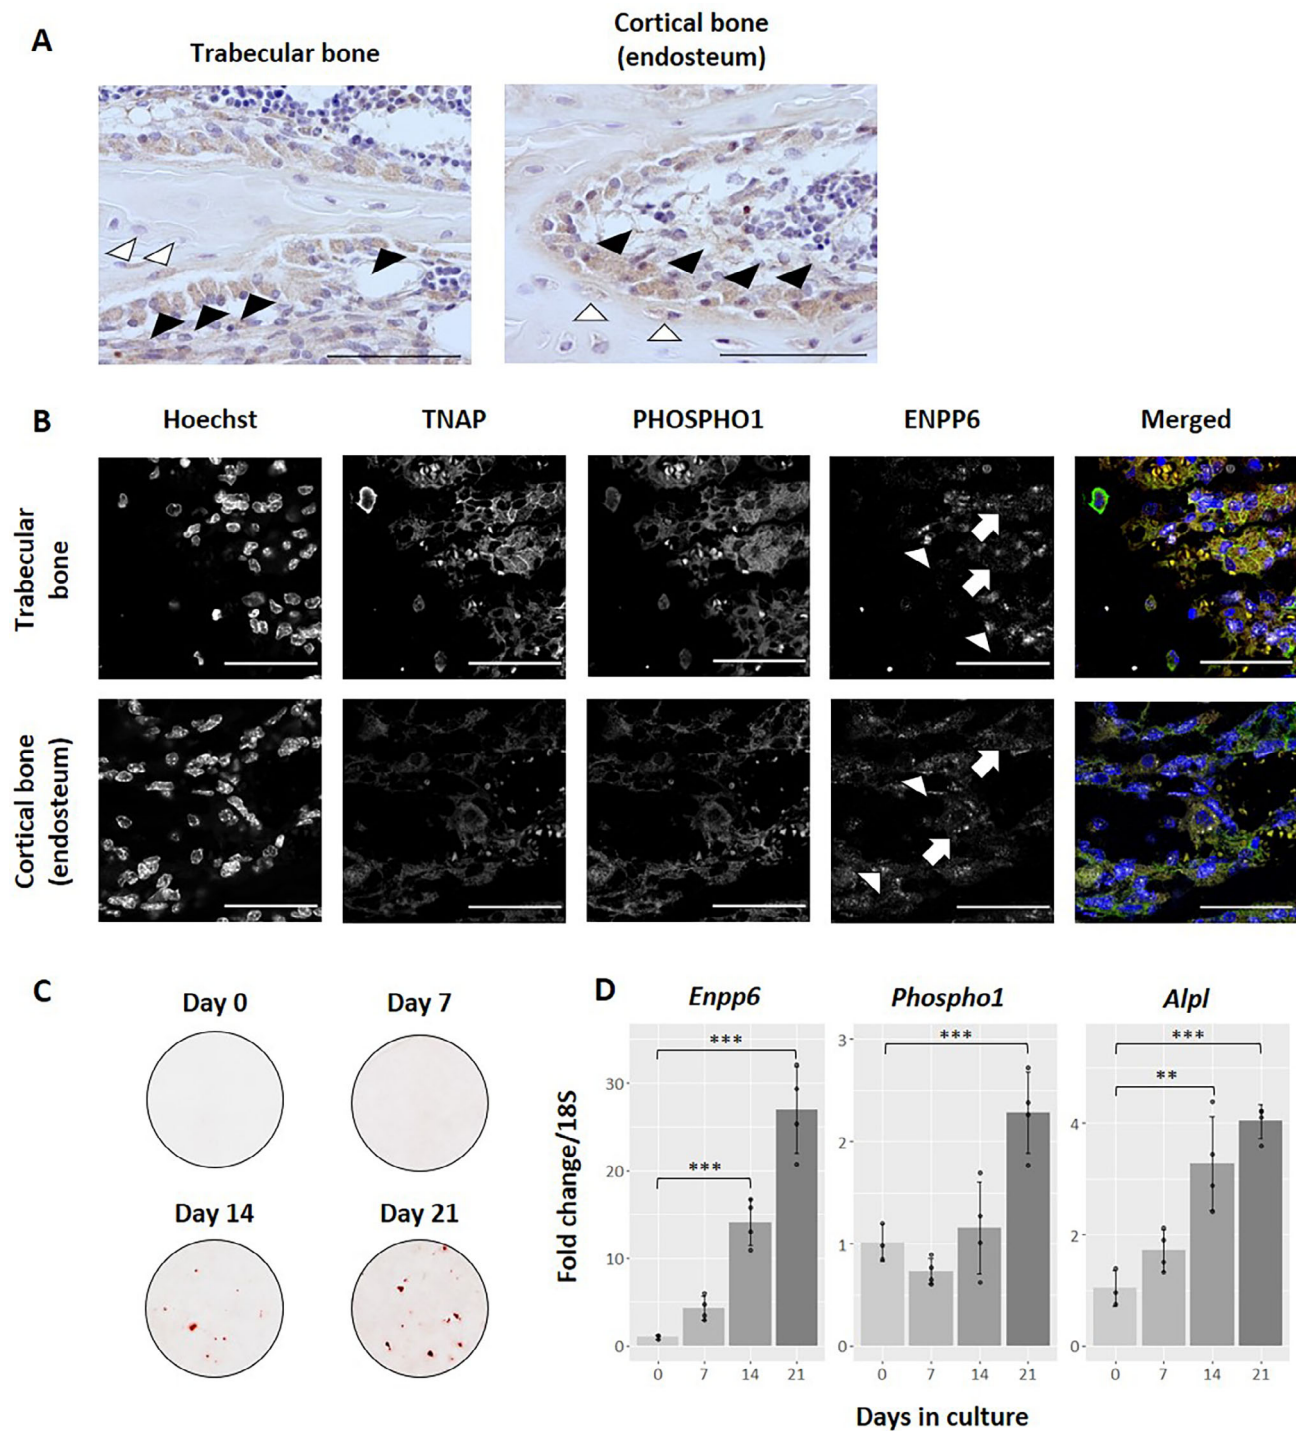 A
Trabecular bone
Cortical bone
(endosteum)
B
Hoechst
TNAP
PHOSPHO1
ENPP6
Merged
Trabecular
bone
Cortical bone
(endosteum)
C
Day 0
Day 7
Day 14
Day 21
D
Enpp6
Phospho1
Alpl
Fold change/18S
***
***
30
20
10
0
0 7 14 21
***
3
2
1
0
0 7 14 21
***
**
4
2
0
0 7 14 21
Days in culture